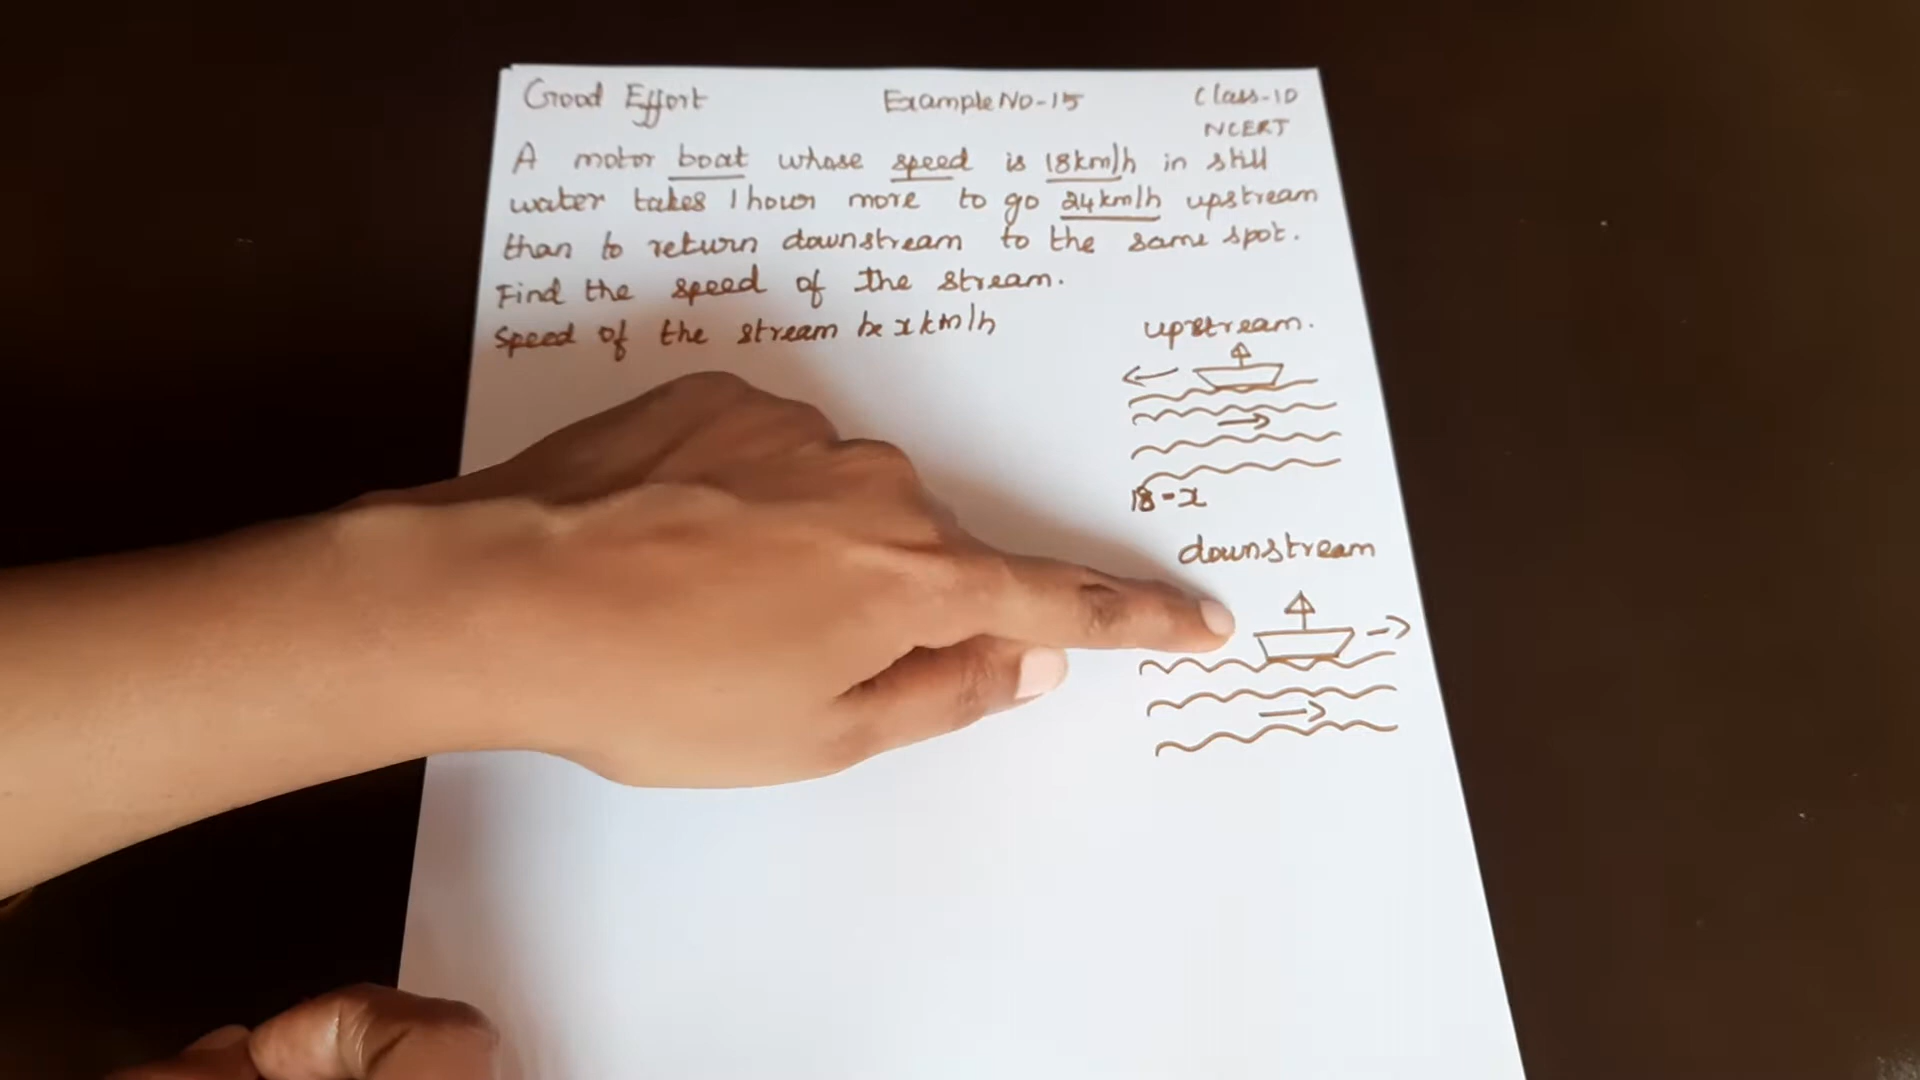 Good Effort
Example No-15
Class-10
NCERT
A motor boat whose speed is 18km/h in still
water takes 1 hour more to go 24km/h upstream
than to return downstream to the same spot.
Find the speed of the stream.
Speed of the stream be x km/h
upstream.
18-x
downstream